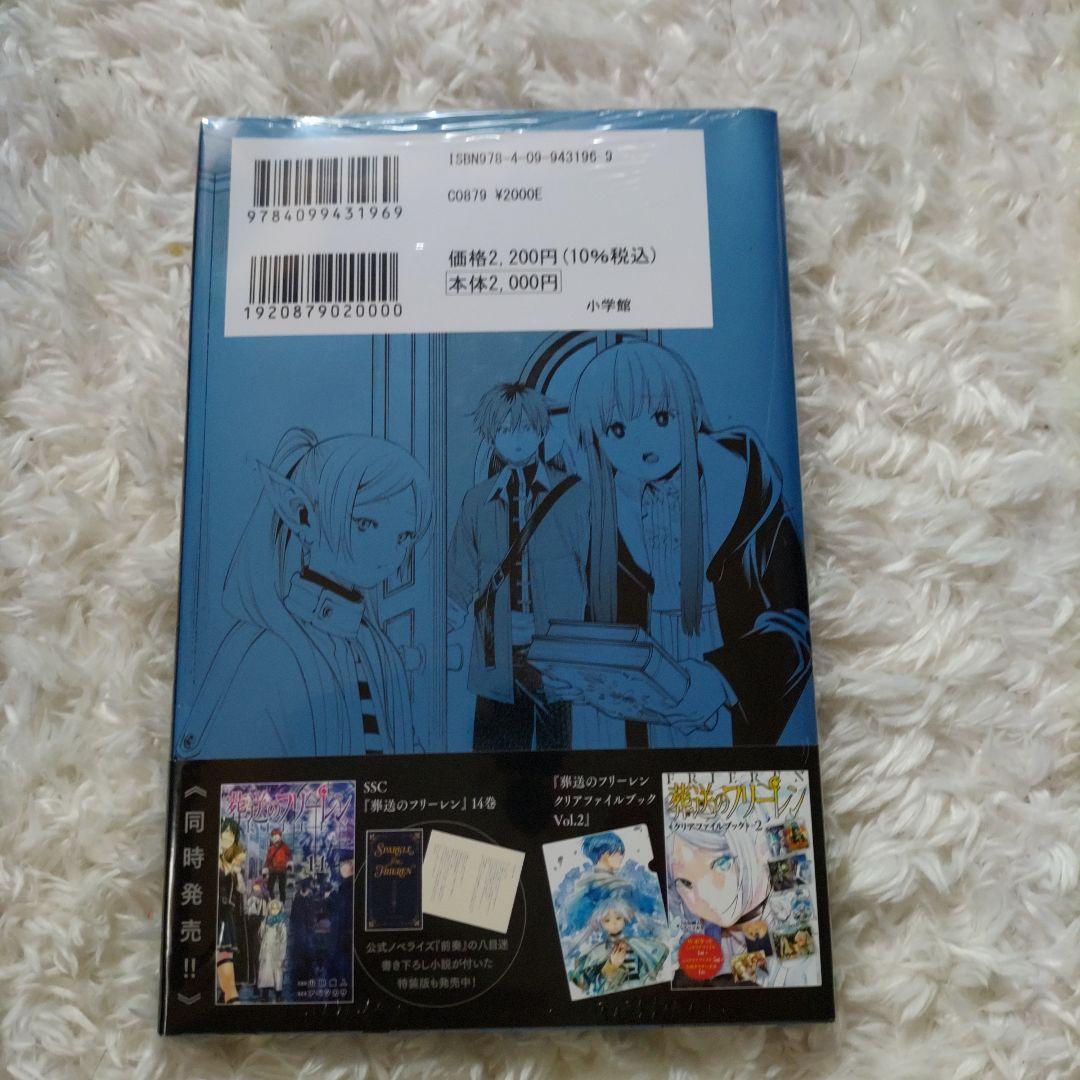 ISBN978-4-09-943196 9
9784099431969
C0879 ¥2000E
価格2,200円(10%税込)
本体2,000円
1920879020000
小学館
《同時発売!!》
SSC
『葬送のフリーレン』14巻
葬送のフリーレン
14
SPARKLE
for
FRIEREN
公式ノベライズ『前奏』の八目迷
書き下ろし小説が付いた
特装版も発売中!
『葬送のフリーレン
クリアファイルブック
Vol.2』
FRIEREN
葬送のフリーレン
クリアファイルブック 2